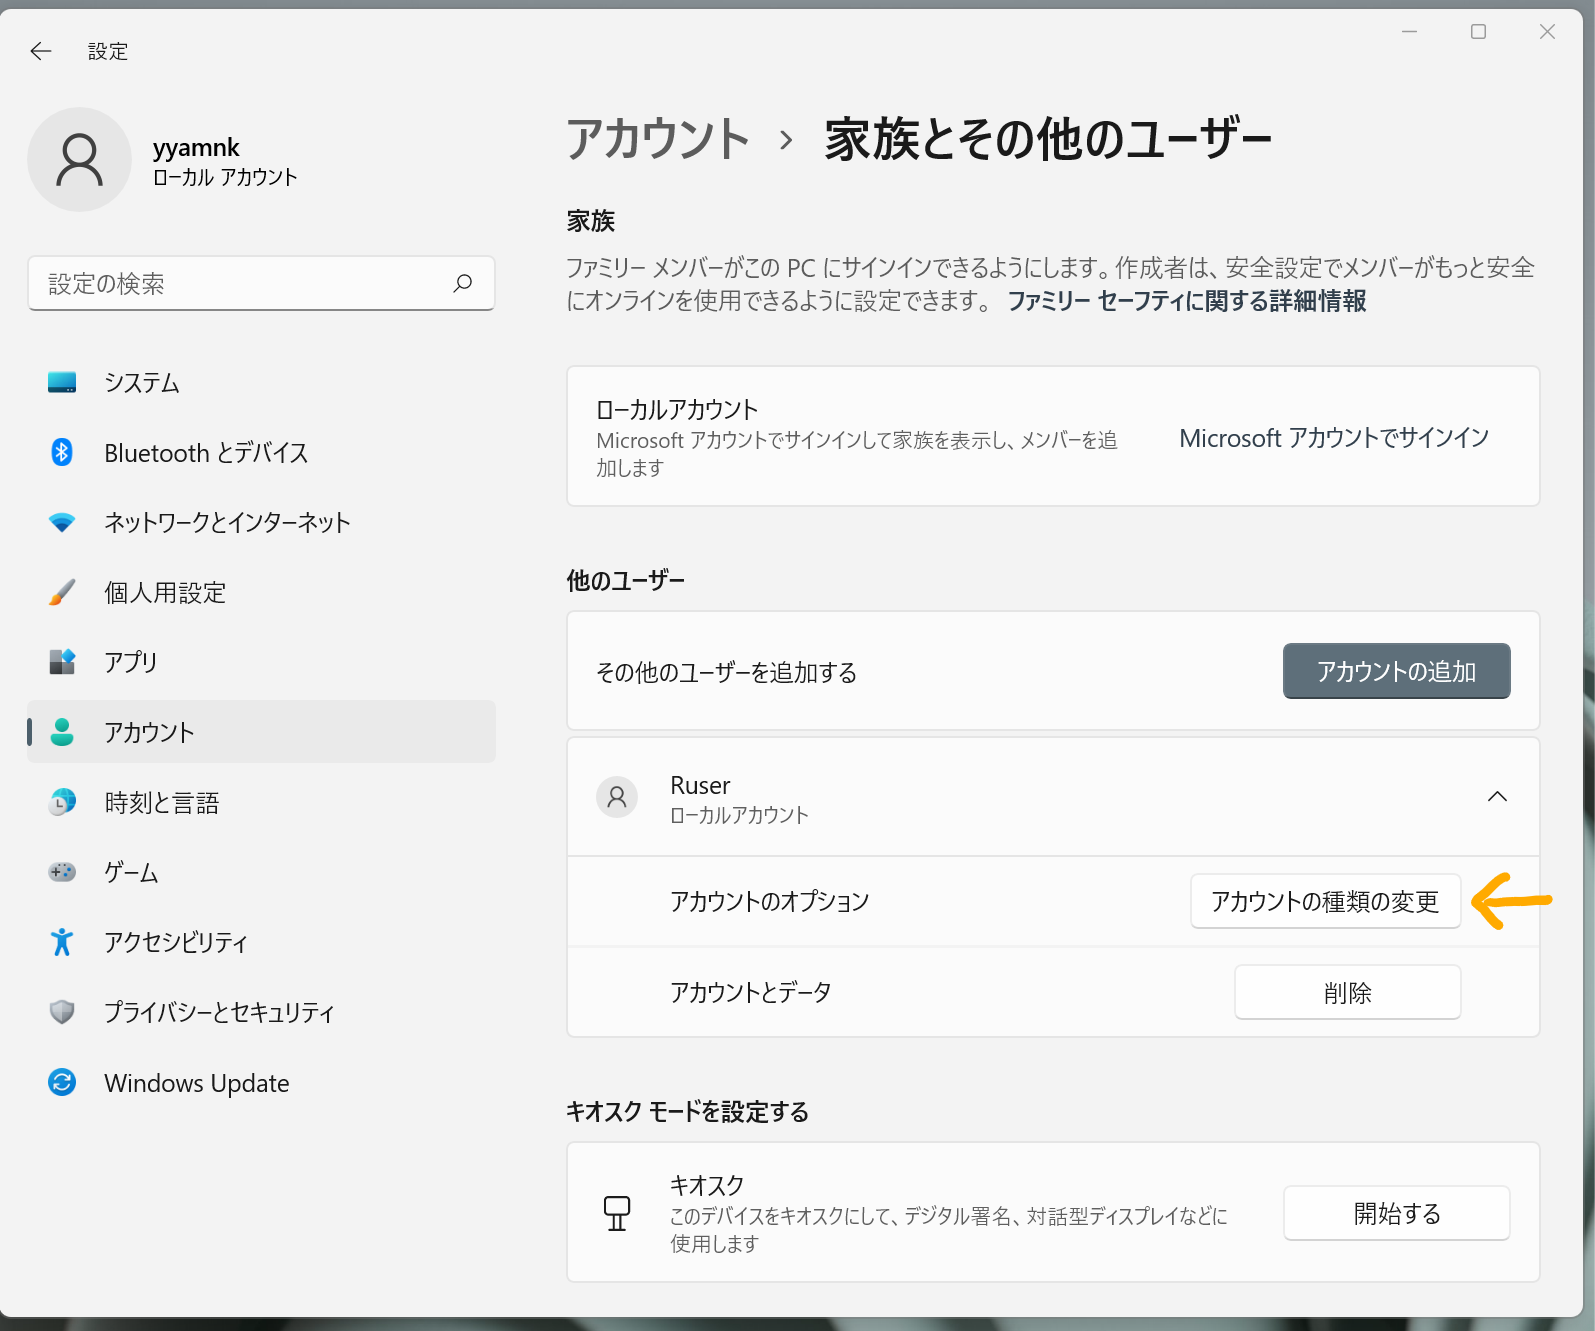 設定
yyamnk
ローカル アカウント
設定の検索
システム
Bluetooth とデバイス
ネットワークとインターネット
個人用設定
アプリ
アカウント
時刻と言語
ゲーム
アクセシビリティ
プライバシーとセキュリティ
Windows Update
アカウント › 家族とその他のユーザー
家族
ファミリー メンバーがこの PC にサインインできるようにします。作成者は、安全設定でメンバーがもっと安全
にオンラインを使用できるように設定できます。 ファミリー セーフティに関する詳細情報
ローカルアカウント
Microsoft アカウントでサインインして家族を表示し、メンバーを追
加します
Microsoft アカウントでサインイン
他のユーザー
その他のユーザーを追加する
アカウントの追加
Ruser
ローカルアカウント
アカウントのオプション
アカウントの種類の変更
アカウントとデータ
削除
キオスク モードを設定する
キオスク
このデバイスをキオスクにして、デジタル署名、対話型ディスプレイなどに
使用します
開始する